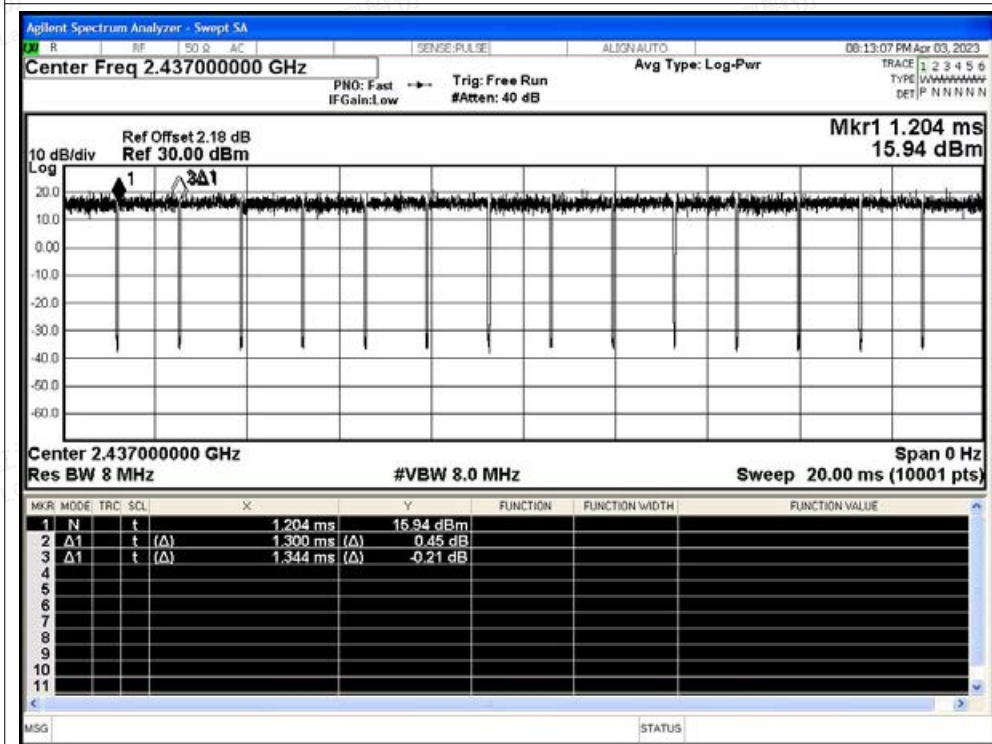 Agilent Spectrum Analyzer - Swept SA
R RF 50 Ω AC SENSE:PULSE ALIGN AUTO 08:13:07 PM Apr 03, 2023
Center Freq 2.437000000 GHz Avg Type: Log-Pwr TRACE 1 2 3 4 5 6
PNO: Fast Trig: Free Run TYPE WWWWWW
IFGain:Low #Atten: 40 dB DET P N N N N N
Mkr1 1.204 ms
Ref Offset 2.18 dB
10 dB/div Ref 30.00 dBm 15.94 dBm
Log
1 3Δ1
20.0
10.0
0.00
-10.0
-20.0
-30.0
-40.0
-50.0
-60.0
Center 2.437000000 GHz Span 0 Hz
Res BW 8 MHz #VBW 8.0 MHz Sweep 20.00 ms (10001 pts)
MKR MODE TRC SCL X Y FUNCTION FUNCTION WIDTH FUNCTION VALUE
1 N t 1.204 ms 15.94 dBm
2 Δ1 t (Δ) 1.300 ms (Δ) 0.45 dB
3 Δ1 t (Δ) 1.344 ms (Δ) -0.21 dB
4
5
6
7
8
9
10
11
MSG STATUS